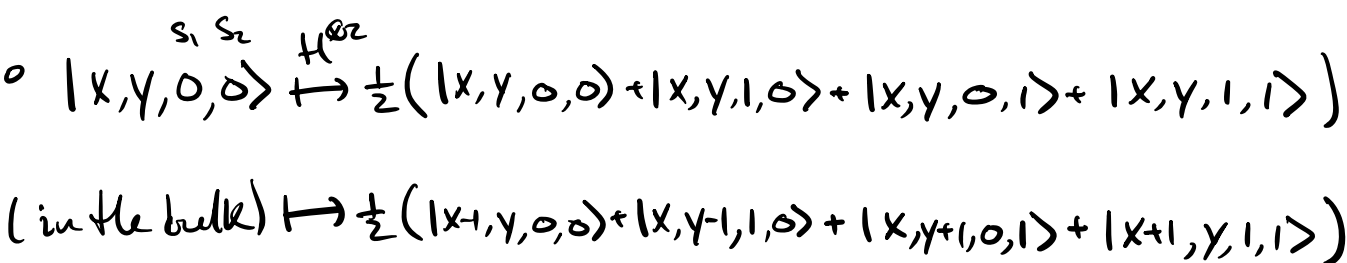 S₁ S₂ H^{⊗2}
∘ |x,y,0,0⟩ ↦ ½(|x,y,0,0⟩+|x,y,1,0⟩+|x,y,0,1⟩+|x,y,1,1⟩)
(in the bulk) ↦ ½(|x-1,y,0,0⟩+|x,y-1,1,0⟩+|x,y+1,0,1⟩+|x+1,y,1,1⟩)